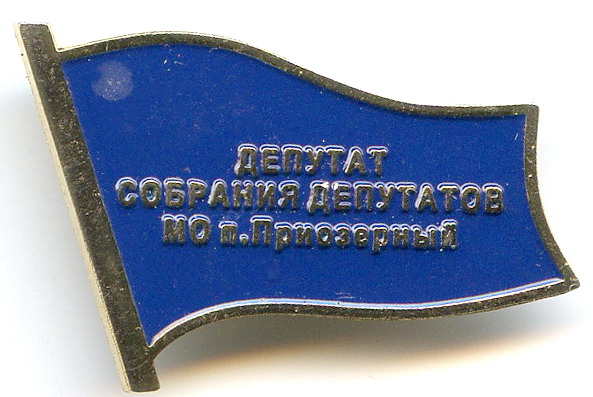 ДЕПУТАТ
СОБРАНИЯ ДЕПУТАТОВ
МО п.Приозерный